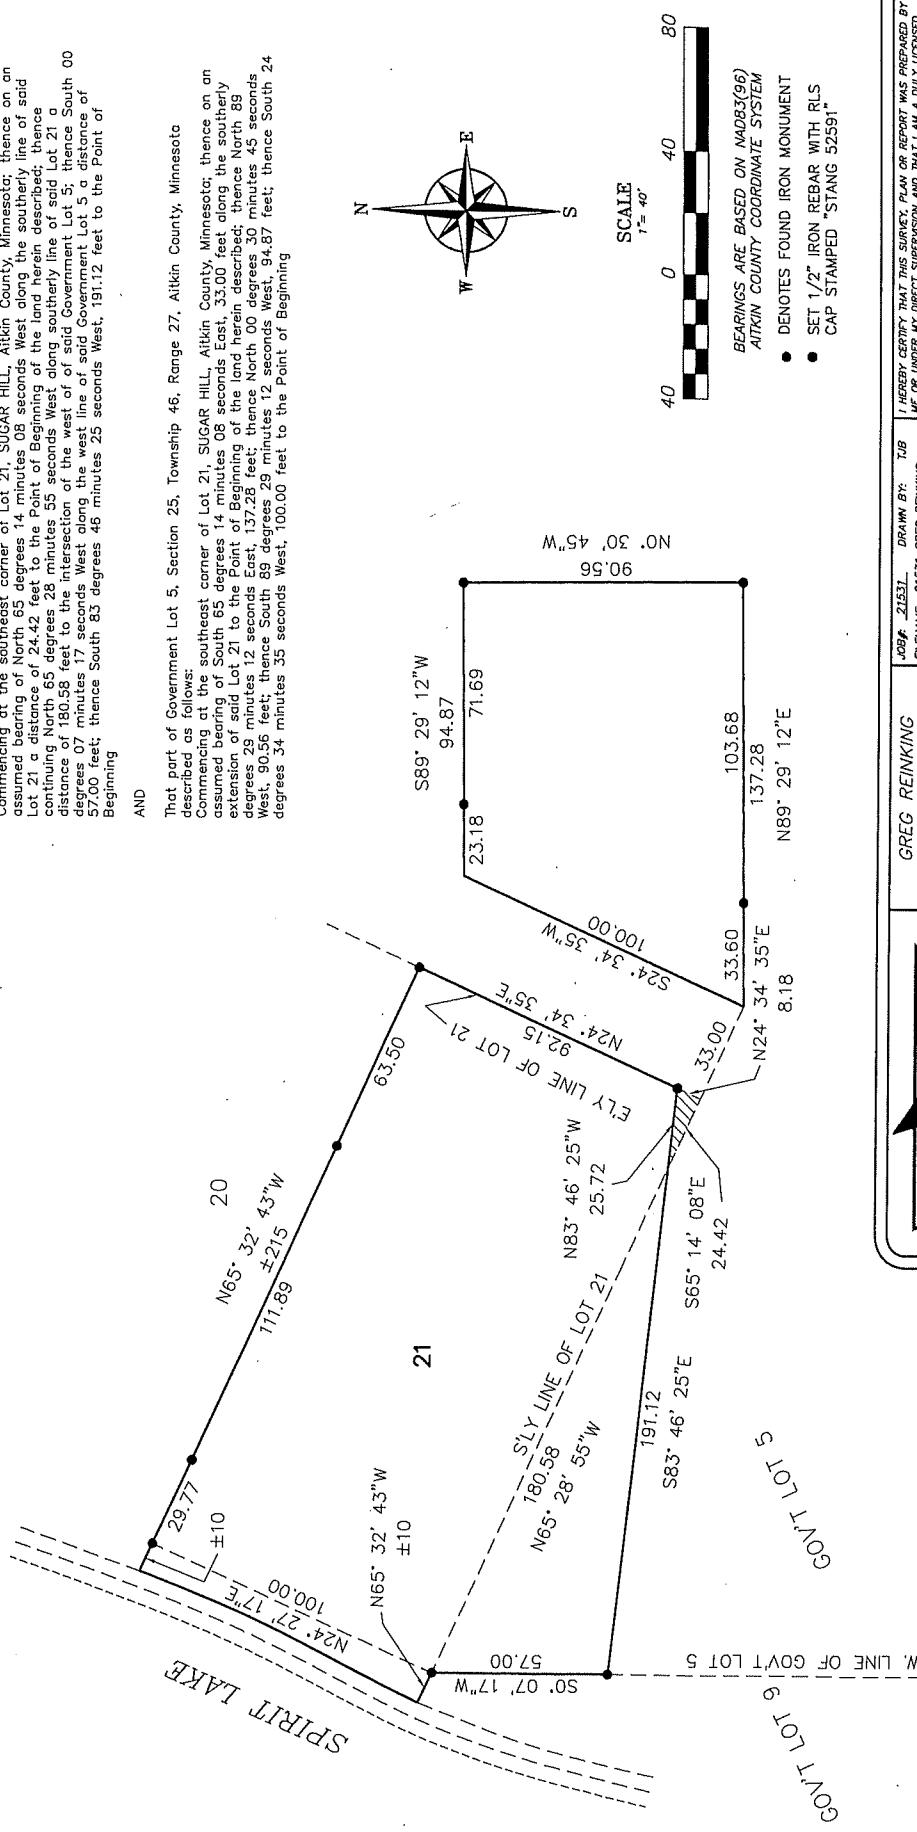 Commencing at the southeast corner of Lot 21, SUGAR HILL, Aitkin County, Minnesota; thence on an
assumed bearing of North 65 degrees 14 minutes 08 seconds West along the southerly line of said
Lot 21 a distance of 24.42 feet to the Point of Beginning of the land herein described; thence
continuing North 65 degrees 28 minutes 55 seconds West along southerly line of said Lot 21 a
distance of 180.58 feet to the intersection of the west of of said Government Lot 5; thence South 00
degrees 07 minutes 17 seconds West along the west line of said Government Lot 5 a distance of
57.00 feet; thence South 83 degrees 46 minutes 25 seconds West, 191.12 feet to the Point of
Beginning
AND
That part of Government Lot 5, Section 25, Township 46, Range 27, Aitkin County, Minnesota
described as follows:
Commencing at the southeast corner of Lot 21, SUGAR HILL, Aitkin County, Minnesota; thence on an
assumed bearing of South 65 degrees 14 minutes 08 seconds East, 33.00 feet along the southerly
extension of said Lot 21 to the Point of Beginning of the land herein described; thence North 89
degrees 29 minutes 12 seconds East, 137.28 feet; thence North 00 degrees 30 minutes 45 seconds
West, 90.56 feet; thence South 89 degrees 29 minutes 12 seconds West, 94.87 feet; thence South 24
degrees 34 minutes 35 seconds West, 100.00 feet to the Point of Beginning
N
W
E
S
SCALE
1"= 40'
40
0
40
80
BEARINGS ARE BASED ON NAD83(96)
AITKIN COUNTY COORDINATE SYSTEM
● DENOTES FOUND IRON MONUMENT
● SET 1/2" IRON REBAR WITH RLS
CAP STAMPED "STANG 52591"
S89° 29' 12"W
94.87
23.18
71.69
90.56
N0° 30' 45"W
S24° 34' 35"W
100.00
33.60
103.68
137.28
N89° 29' 12"E
33.00
N24° 34' 35"E
8.18
20
N65° 32' 43"W
±215
29.77
111.89
63.50
±10
N24° 27' 17"E
100.00
SPIRIT LAKE
N65° 32' 43"W
±10
21
E'LY LINE OF LOT 21
92.15
N24° 34' 35"E
N83° 46' 25"W
25.72
S65° 14' 08"E
24.42
S'LY LINE OF LOT 21
180.58
N65° 28' 55"W
191.12
S83° 46' 25"E
S0° 07' 17"W
57.00
GOV'T LOT 5
GOV'T LOT 9
W. LINE OF GOV'T LOT 5
GREG REINKING
JOB#: 21531
DRAWN BY: TJB
I HEREBY CERTIFY THAT THIS SURVEY, PLAN OR REPORT WAS PREPARED BY